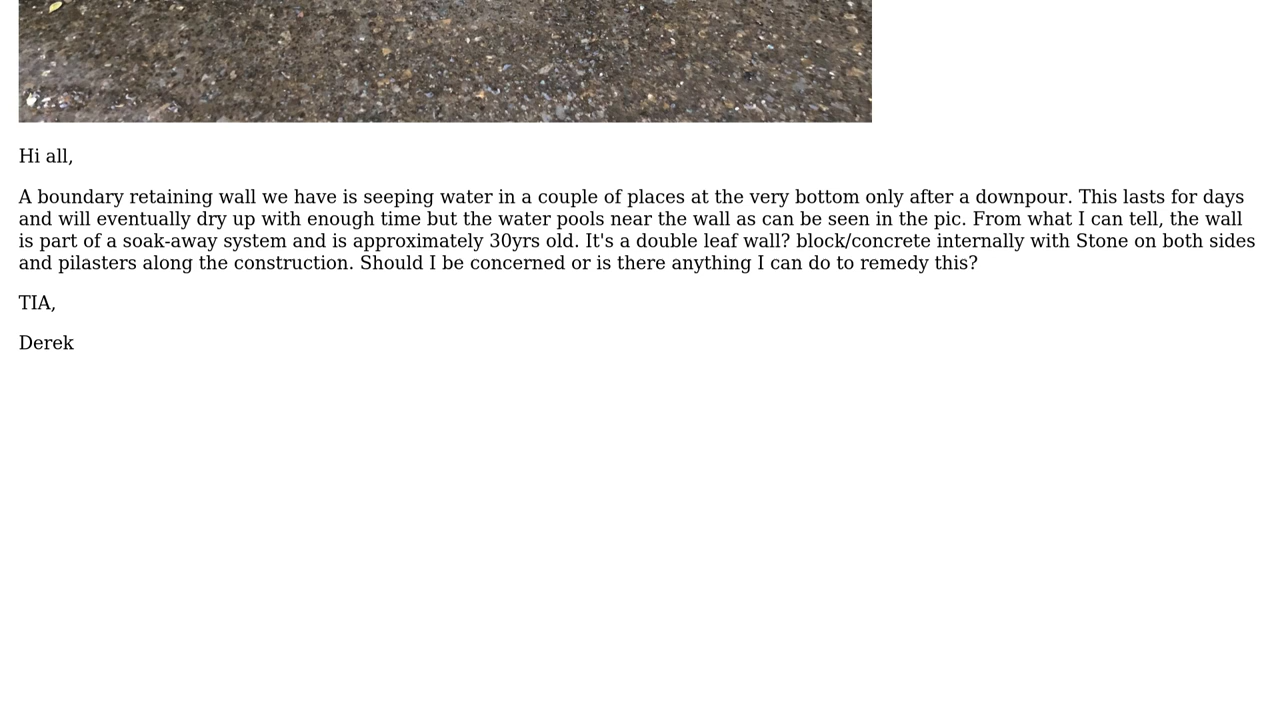 Hi all,
A boundary retaining wall we have is seeping water in a couple of places at the very bottom only after a downpour. This lasts for days
and will eventually dry up with enough time but the water pools near the wall as can be seen in the pic. From what I can tell, the wall
is part of a soak-away system and is approximately 30yrs old. It's a double leaf wall? block/concrete internally with Stone on both sides
and pilasters along the construction. Should I be concerned or is there anything I can do to remedy this?
TIA,
Derek